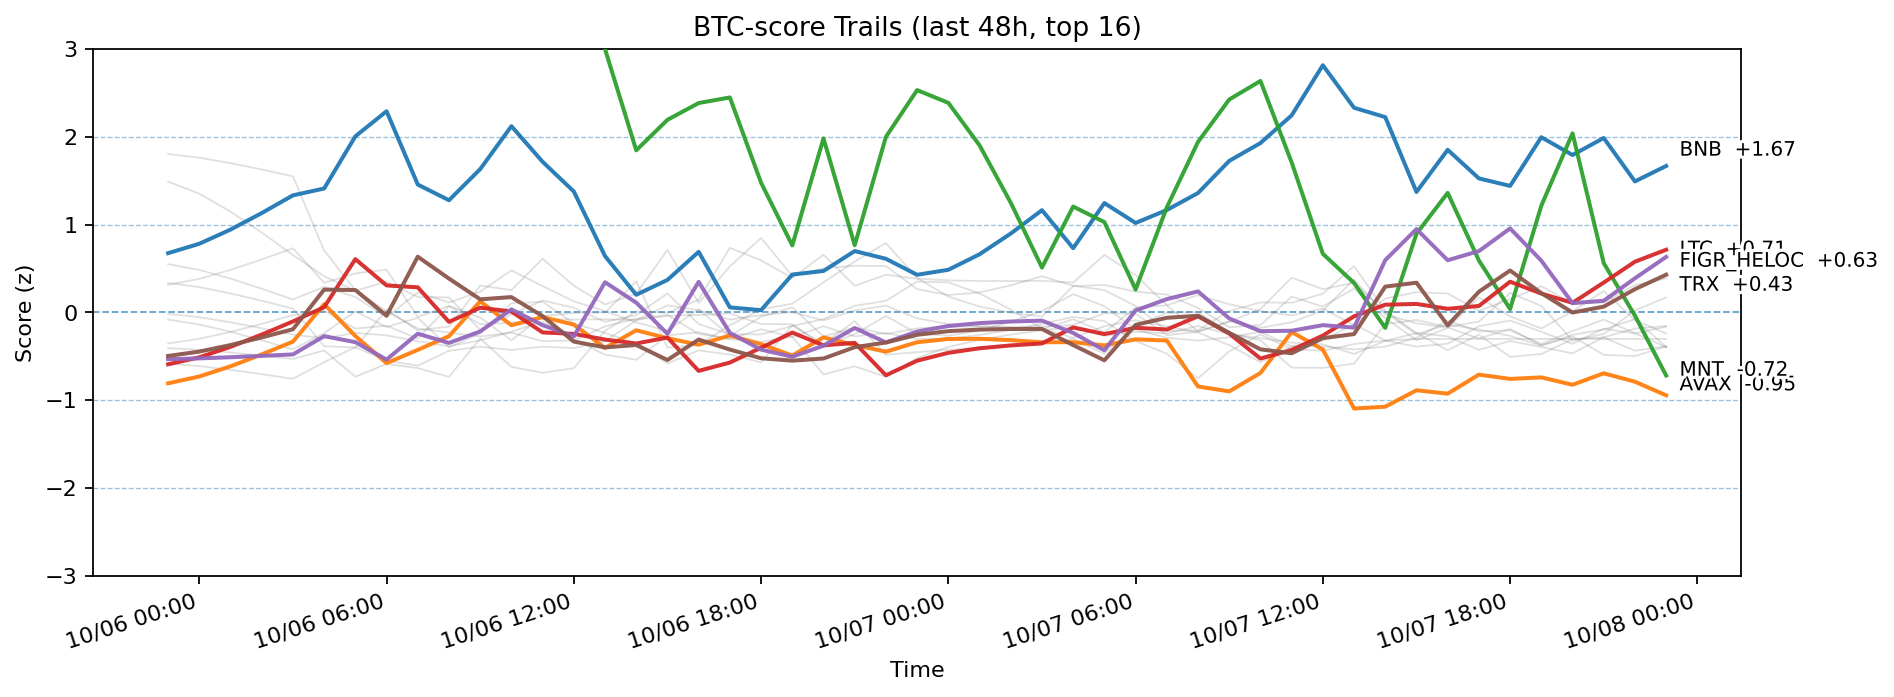 BTC-score Trails (last 48h, top 16)
Score (z)
3
2
1
0
−1
−2
−3
BNB +1.67
LTC +0.71
FIGR_HELOC +0.63
TRX +0.43
MNT -0.72
AVAX -0.95
10/06 00:00
10/06 06:00
10/06 12:00
10/06 18:00
10/07 00:00
10/07 06:00
10/07 12:00
10/07 18:00
10/08 00:00
Time